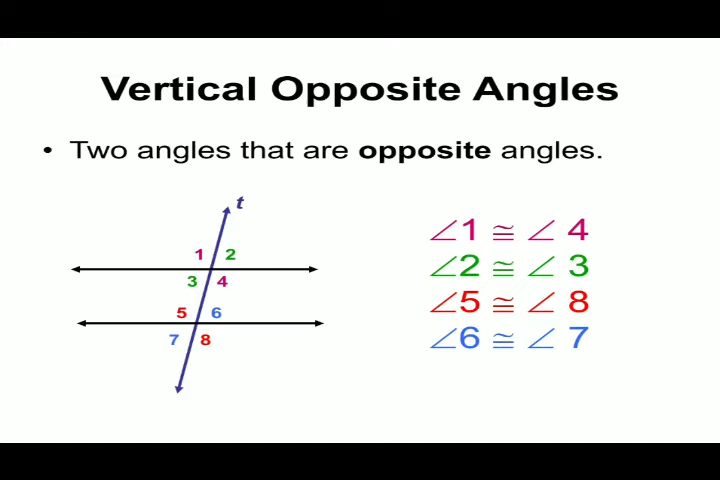 Vertical Opposite Angles
• Two angles that are opposite angles.
t
1 2
3 4
5 6
7 8
∠1 ≅ ∠ 4
∠2 ≅ ∠ 3
∠5 ≅ ∠ 8
∠6 ≅ ∠ 7